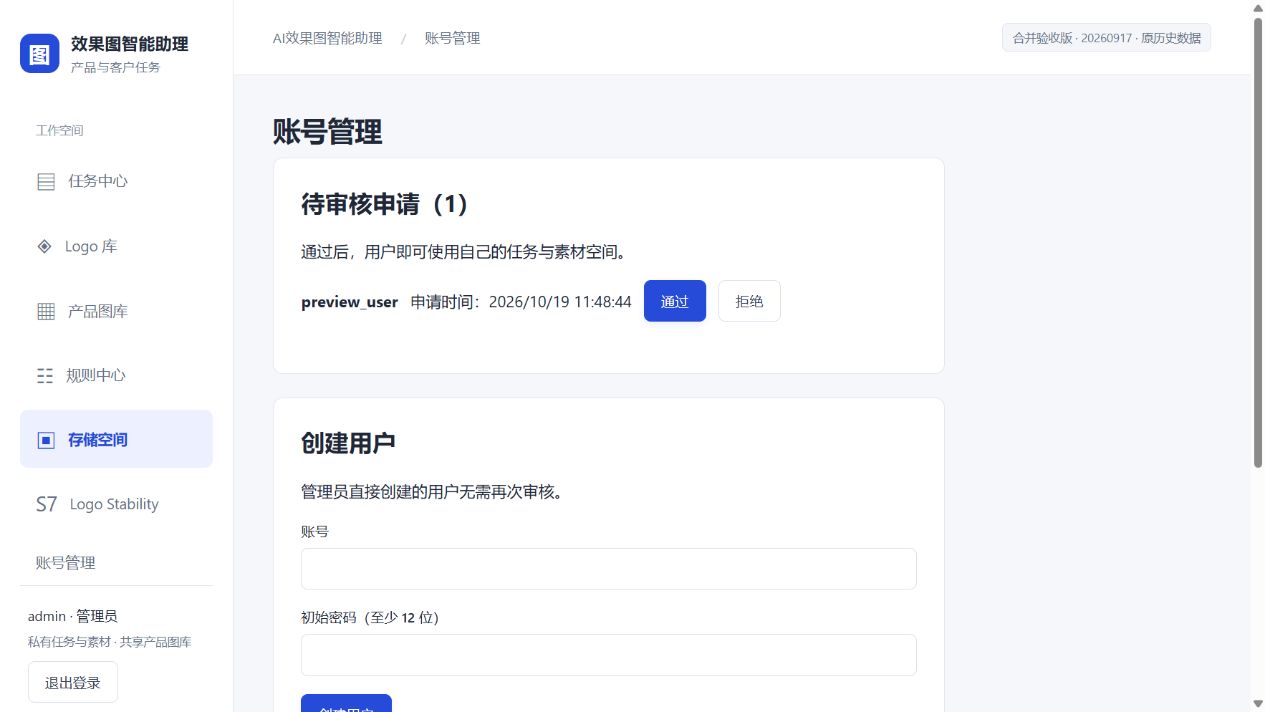 图
效果图智能助理
产品与客户任务
工作空间
任务中心
Logo 库
产品图库
规则中心
存储空间
S7 Logo Stability
账号管理
admin · 管理员
私有任务与素材 · 共享产品图库
退出登录
AI效果图智能助理 / 账号管理
合并验收版 · 20260917 · 原历史数据
账号管理
待审核申请（1）
通过后，用户即可使用自己的任务与素材空间。
preview_user 申请时间：2026/10/19 11:48:44 通过 拒绝
创建用户
管理员直接创建的用户无需再次审核。
账号
初始密码（至少 12 位）
创建用户